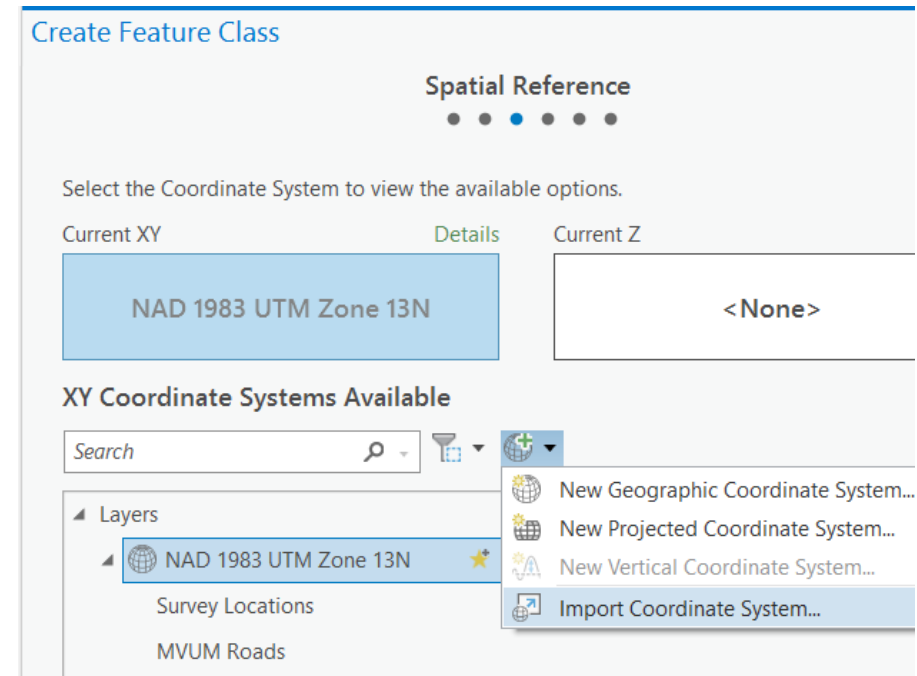 Create Feature Class
Spatial Reference
Select the Coordinate System to view the available options.
Current XY
Details
Current Z
NAD 1983 UTM Zone 13N
<None>
XY Coordinate Systems Available
Search
New Geographic Coordinate System...
Layers
New Projected Coordinate System...
NAD 1983 UTM Zone 13N
New Vertical Coordinate System...
Survey Locations
Import Coordinate System...
MVUM Roads